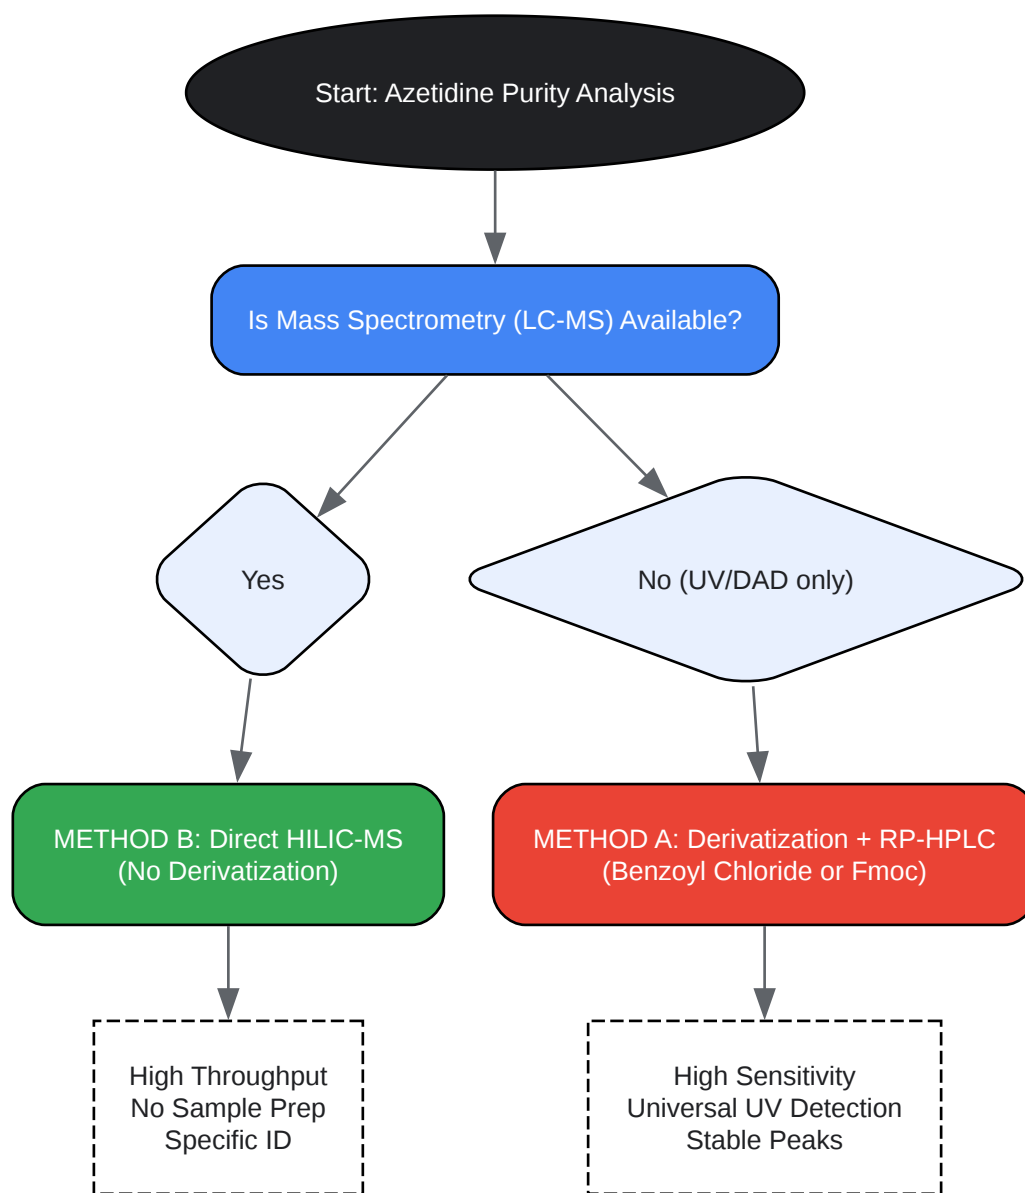 Start: Azetidine Purity Analysis
Is Mass Spectrometry (LC-MS) Available?
Yes
No (UV/DAD only)
METHOD B: Direct HILIC-MS
(No Derivatization)
METHOD A: Derivatization + RP-HPLC
(Benzoyl Chloride or Fmoc)
High Throughput
No Sample Prep
Specific ID
High Sensitivity
Universal UV Detection
Stable Peaks